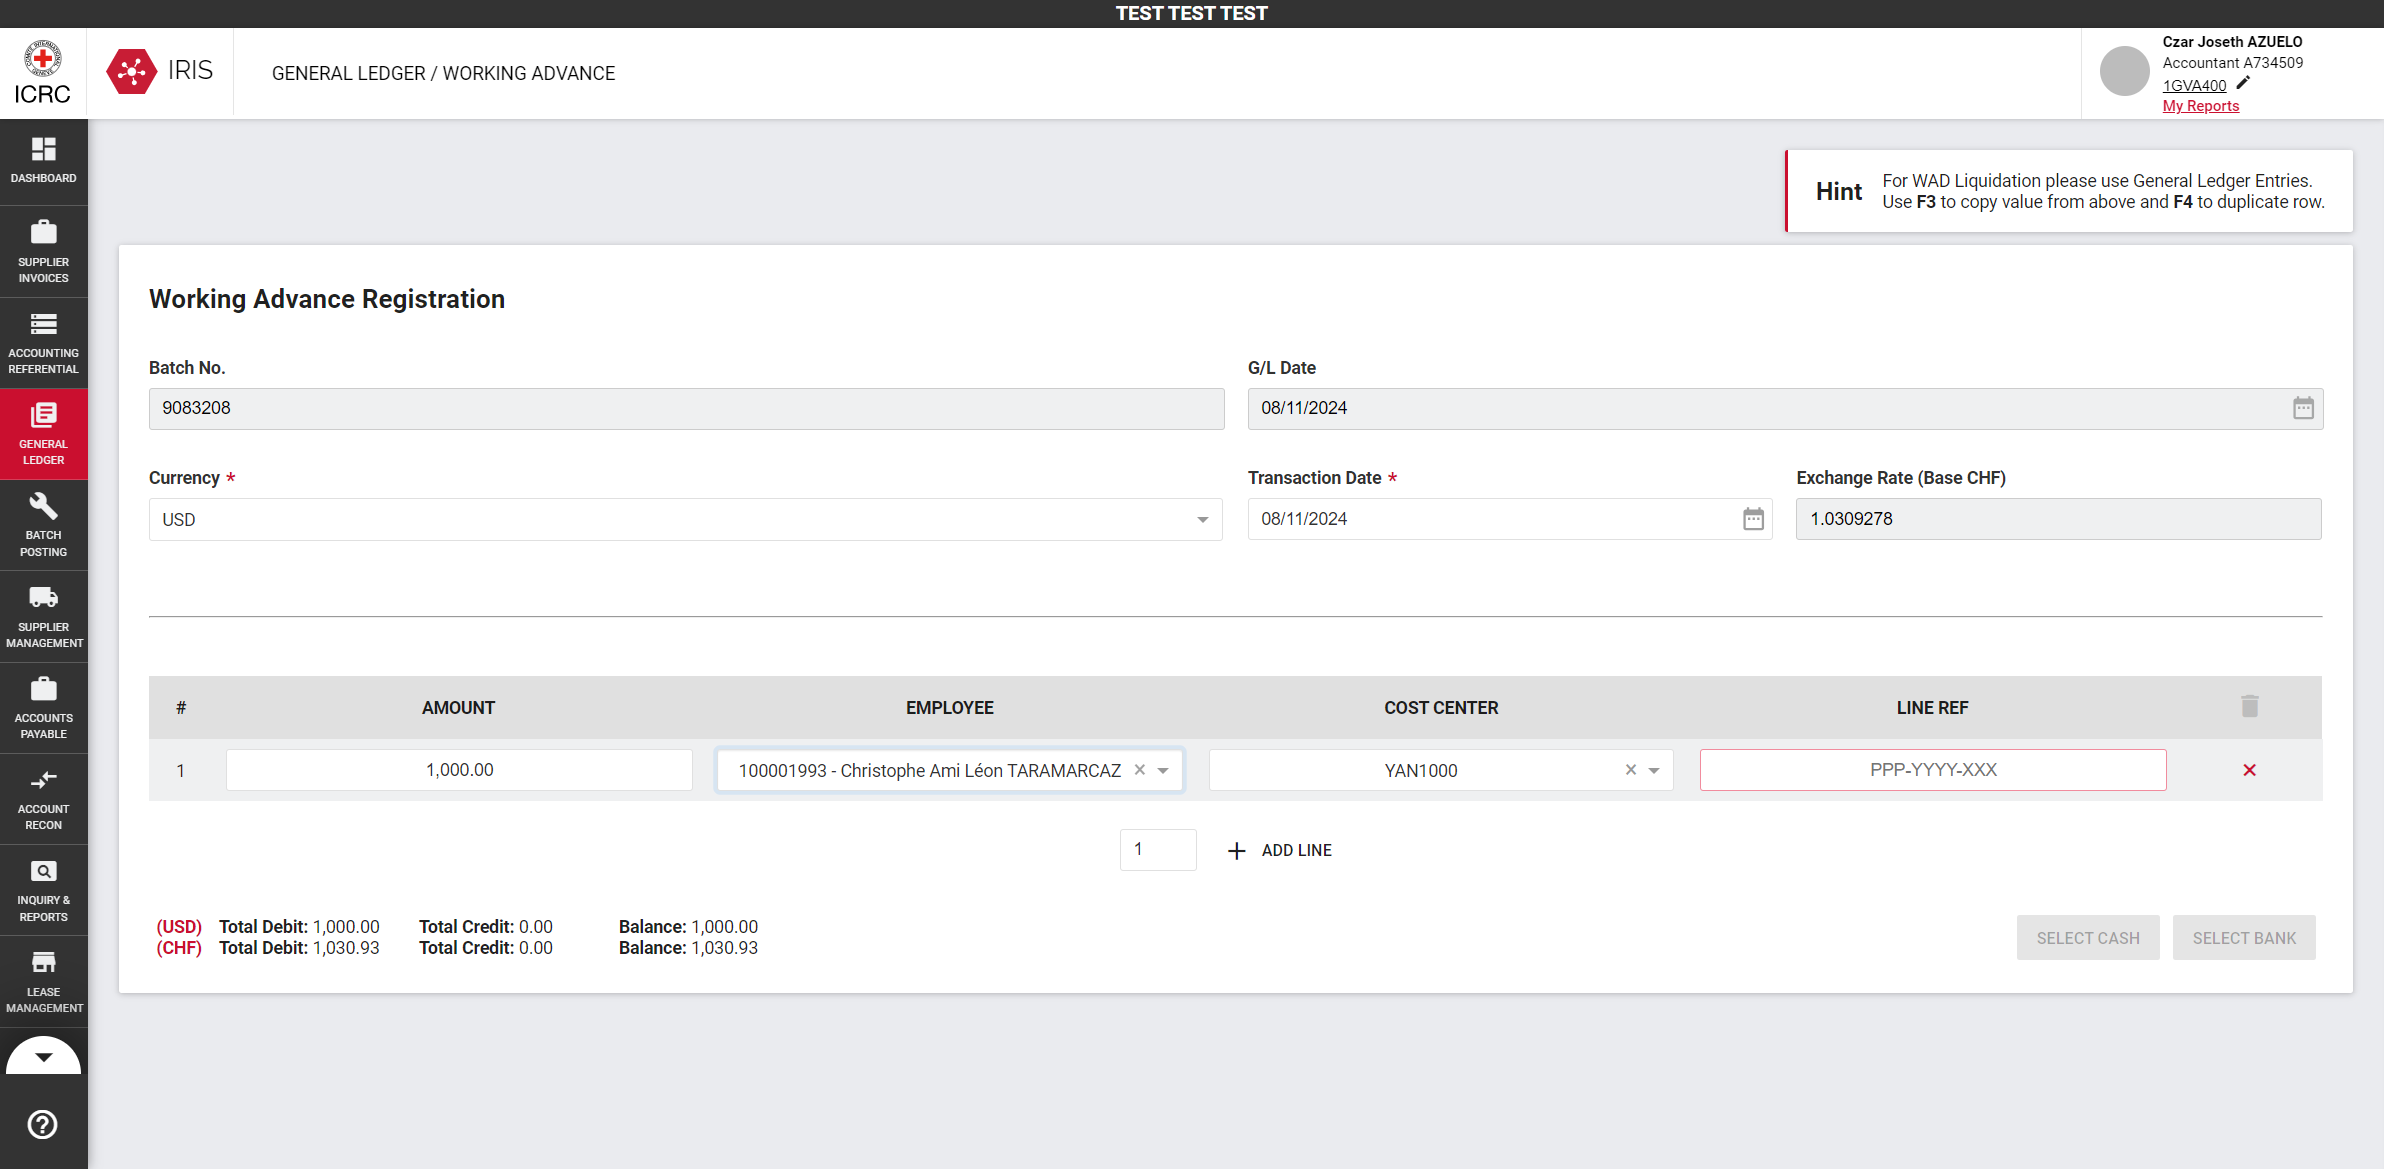 TEST TEST TEST
ICRC
IRIS
GENERAL LEDGER / WORKING ADVANCE
Czar Joseth AZUELO
Accountant A734509
1GVA400
My Reports
DASHBOARD
SUPPLIER
INVOICES
ACCOUNTING
REFERENTIAL
GENERAL
LEDGER
BATCH
POSTING
SUPPLIER
MANAGEMENT
ACCOUNTS
PAYABLE
ACCOUNT
RECON
INQUIRY &
REPORTS
LEASE
MANAGEMENT
Hint
For WAD Liquidation please use General Ledger Entries.
Use F3 to copy value from above and F4 to duplicate row.
Working Advance Registration
Batch No.
9083208
G/L Date
08/11/2024
Currency *
USD
Transaction Date *
08/11/2024
Exchange Rate (Base CHF)
1.0309278
# AMOUNT EMPLOYEE COST CENTER LINE REF
1 1,000.00 100001993 - Christophe Ami Léon TARAMARCAZ YAN1000 PPP-YYYY-XXX
1 ADD LINE
(USD) Total Debit: 1,000.00 Total Credit: 0.00 Balance: 1,000.00
(CHF) Total Debit: 1,030.93 Total Credit: 0.00 Balance: 1,030.93
SELECT CASH SELECT BANK